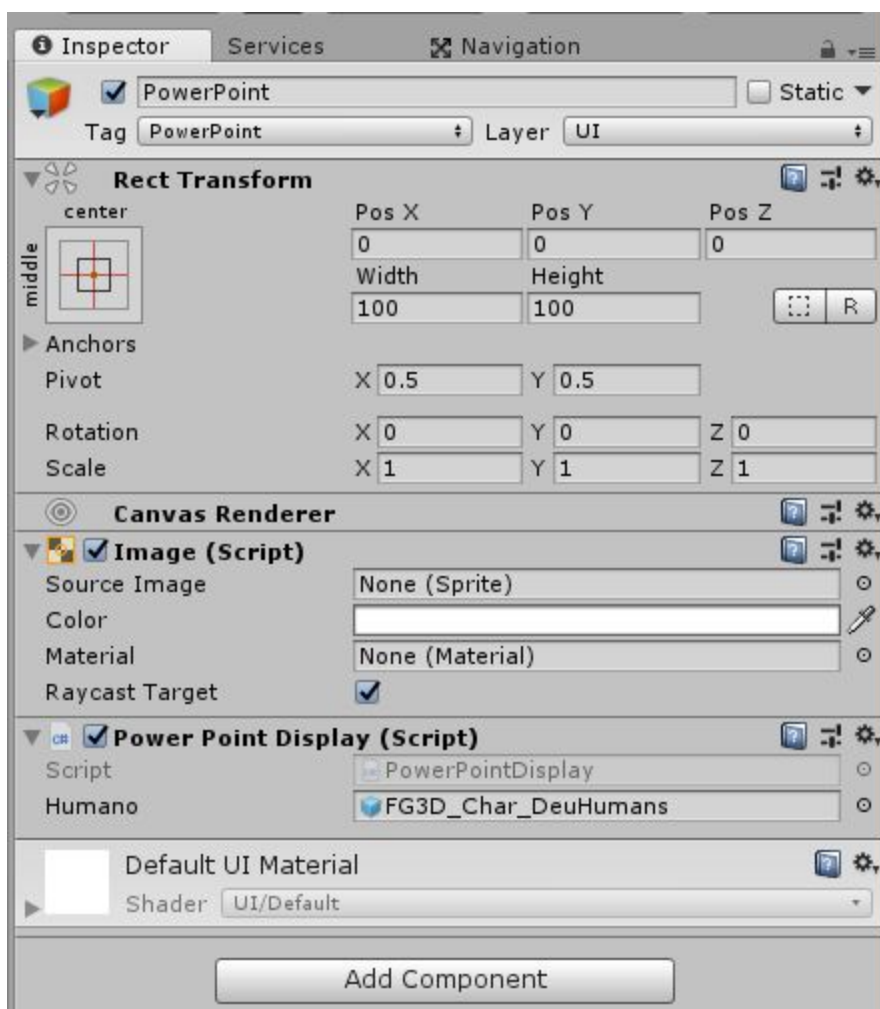 Inspector Services Navigation
PowerPoint Static
Tag PowerPoint Layer UI
Rect Transform
center Pos X Pos Y Pos Z
middle 0 0 0
Width Height
100 100 R
Anchors
Pivot X 0.5 Y 0.5
Rotation X 0 Y 0 Z 0
Scale X 1 Y 1 Z 1
Canvas Renderer
Image (Script)
Source Image None (Sprite)
Color
Material None (Material)
Raycast Target
C# Power Point Display (Script)
Script PowerPointDisplay
Humano FG3D_Char_DeuHumans
Default UI Material
Shader UI/Default
Add Component